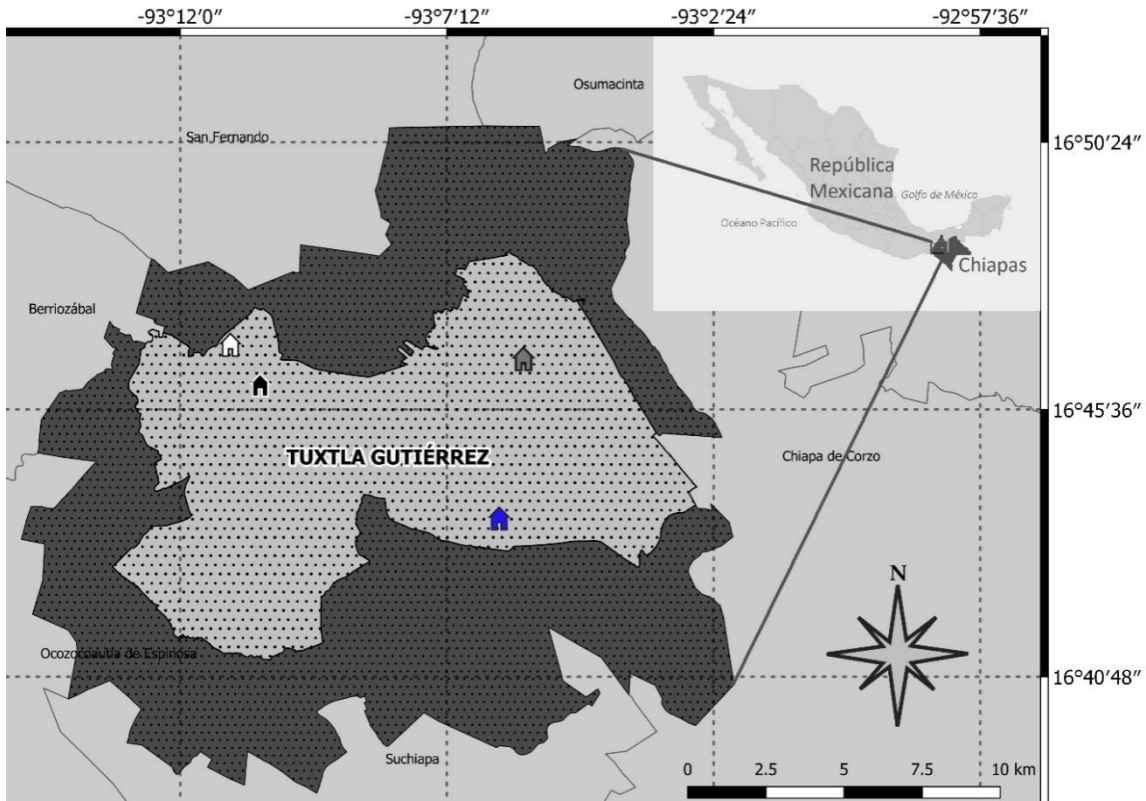 -93°12′0″
-93°7′12″
-93°2′24″
-92°57′36″
Osumacinta
San Fernando
16°50′24″
República
Mexicana
Golfo de México
Océano Pacífico
Chiapas
Berriozábal
16°45′36″
TUXTLA GUTIÉRREZ
Chiapa de Corzo
N
Ocozocoautla de Espinosa
16°40′48″
Suchiapa
0 2.5 5 7.5 10 km